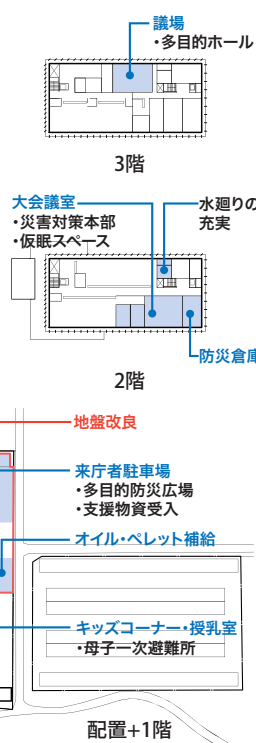 議場
・多目的ホール
3階
大会議室
・災害対策本部
・仮眠スペース
水廻りの
充実
防災倉庫
2階
地盤改良
来庁者駐車場
・多目的防災広場
・支援物資受入
オイル・ペレット補給
キッズコーナー・授乳室
・母子一次避難所
配置+1階